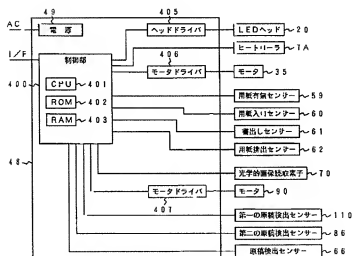 49
405
AC
電源
ヘッドドライバ
LEDヘッド
20
ヒートローラ
7A
I/F
制御部
406
モータドライバ
モータ
35
400
CPU
401
ROM
402
RAM
403
用紙有無センサー
59
用紙入りセンサー
60
書出しセンサー
61
用紙排出センサー
62
光学的画像読取素子
70
48
モータドライバ
モータ
90
407
第一の原稿検出センサー
110
第二の原稿検出センサー
86
原稿検出センサー
66